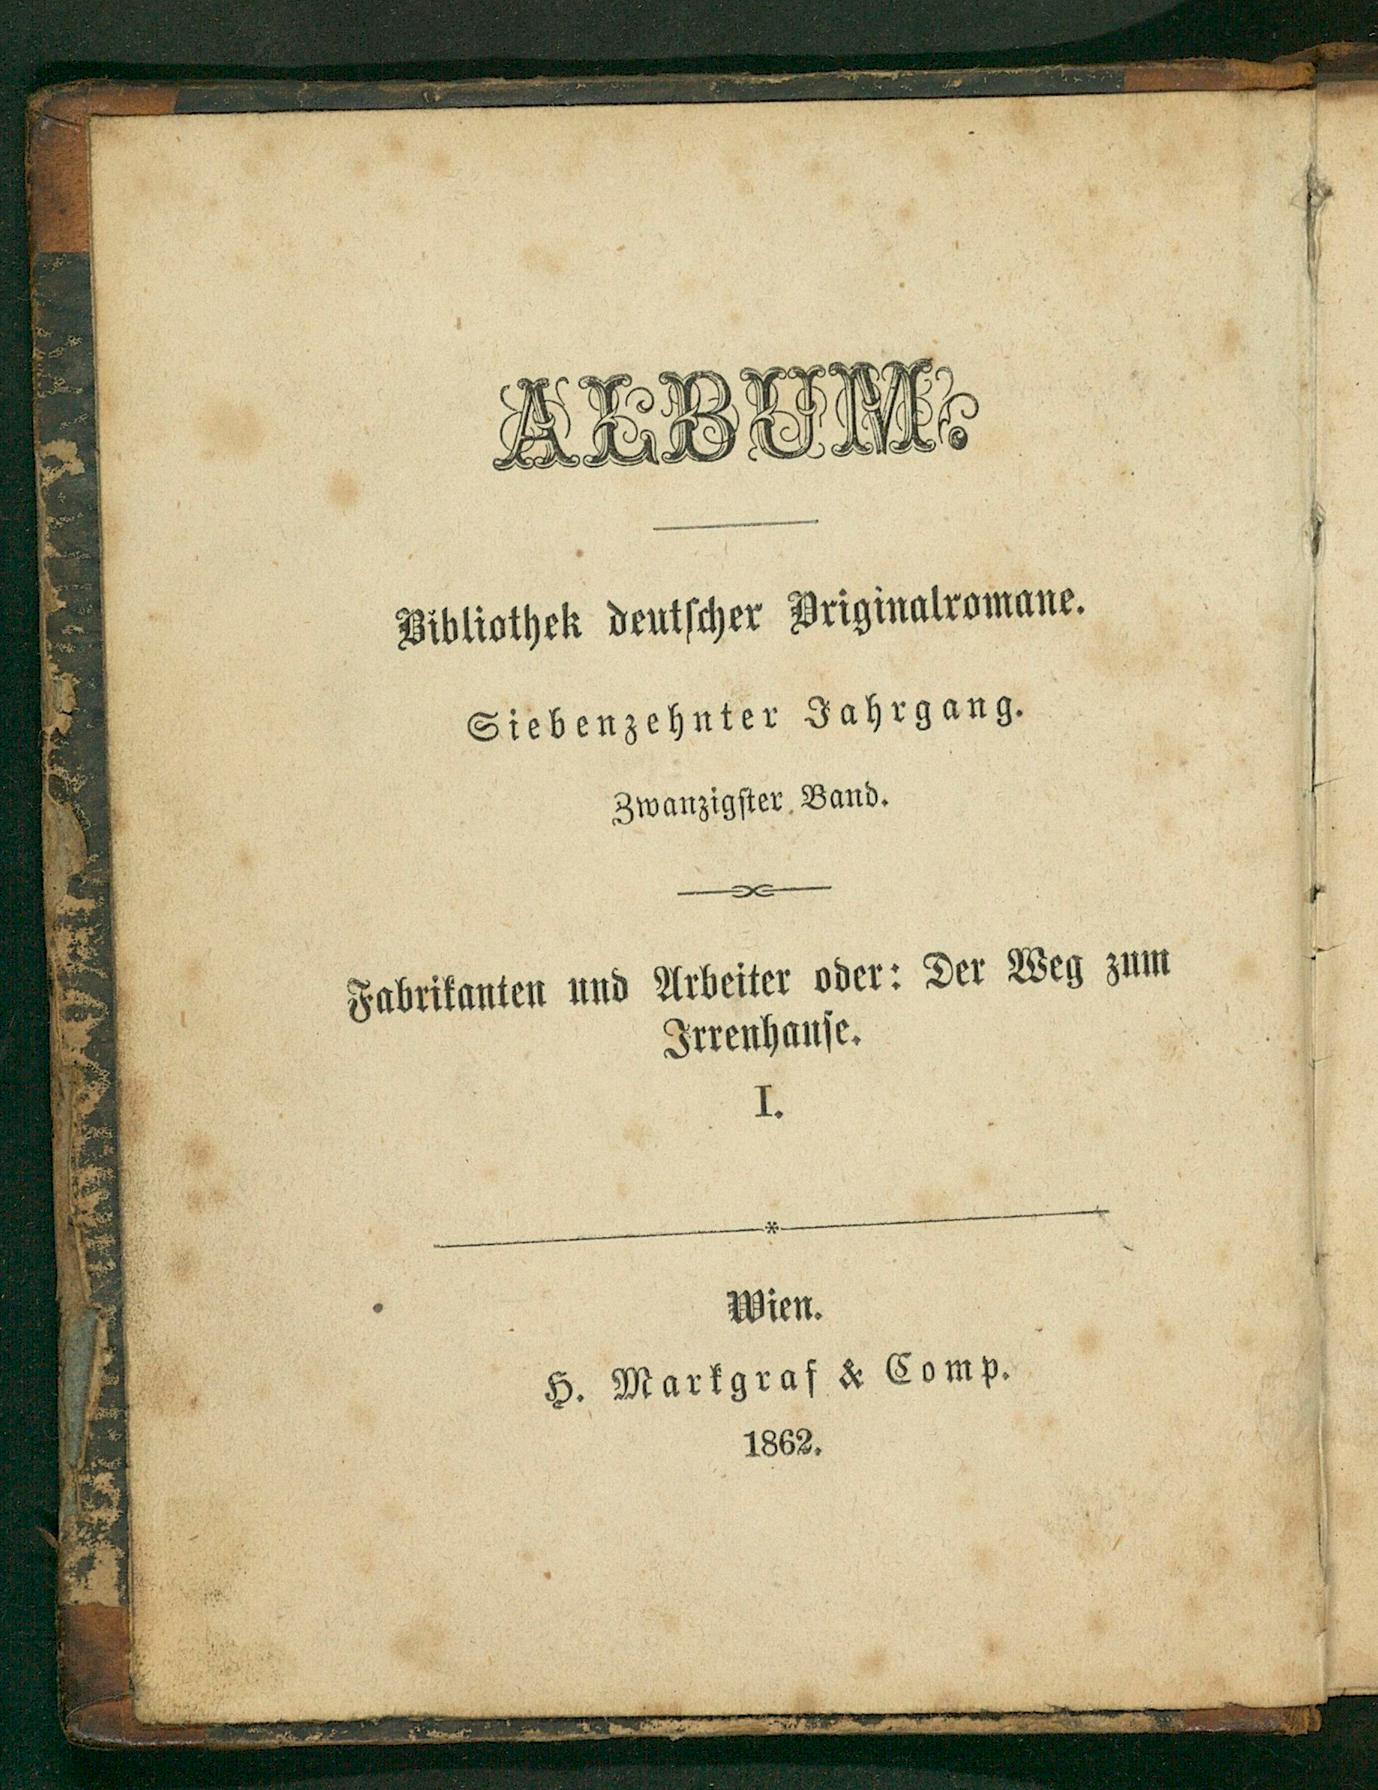 ALBUM.
Bibliothek deutscher Originalromane.
Siebenzehnter Jahrgang.
Zwanzigster Band.
Fabrikanten und Arbeiter oder: Der Weg zum
Irrenhause.
I.
Wien.
H. Markgraf & Comp.
1862.